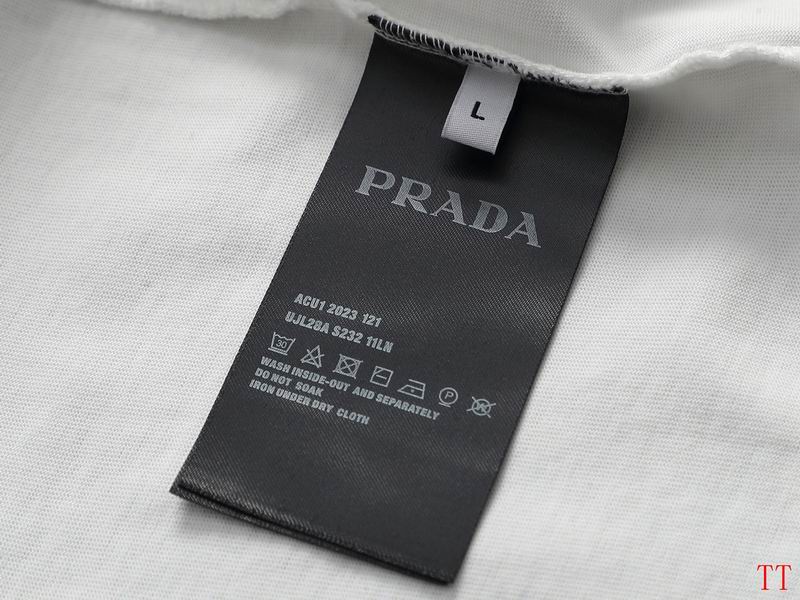 L
PRADA
ACU1 2023 121
UJL28A S232 11LN
30
P
W
WASH INSIDE-OUT AND SEPARATELY
DO NOT SOAK
IRON UNDER DRY CLOTH
TT